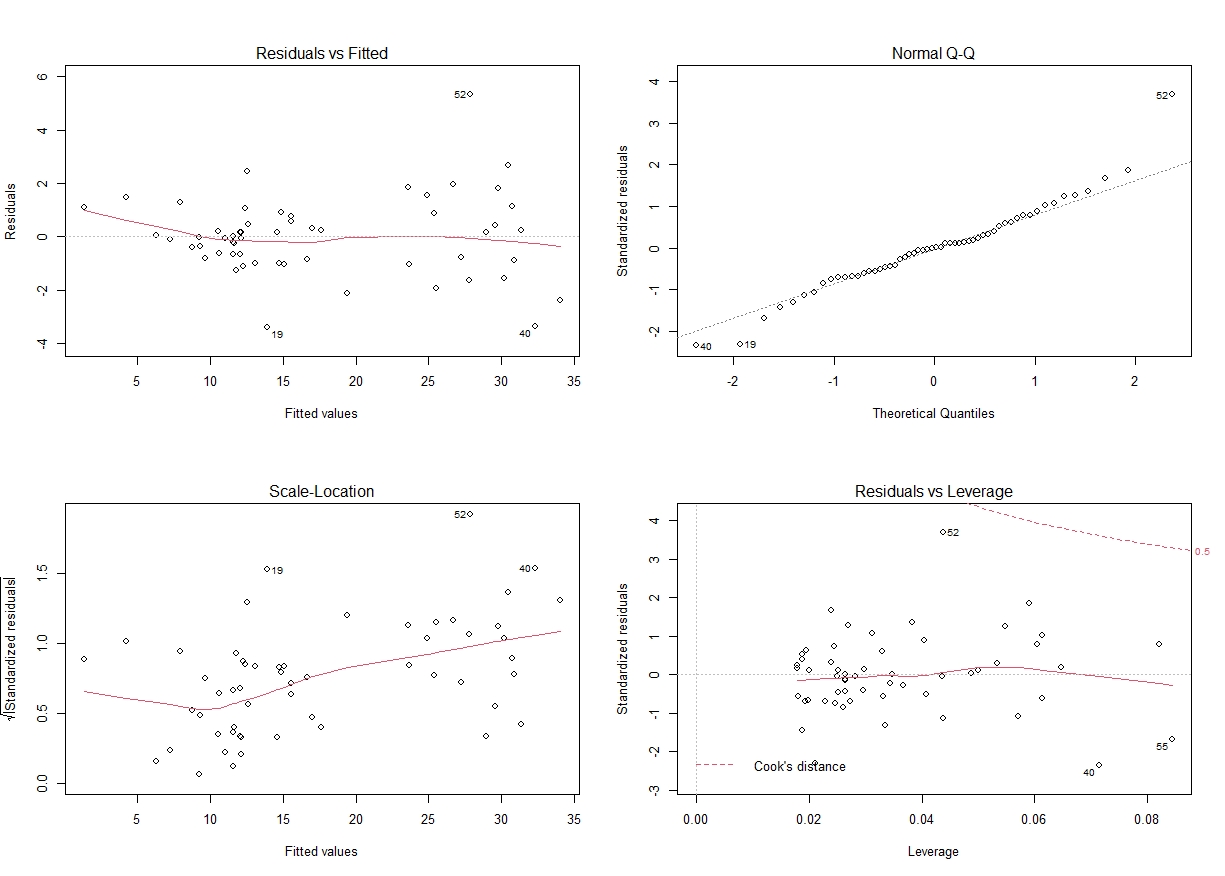 Residuals vs Fitted
Residuals
6
4
2
0
-2
-4
52
19
40
5 10 15 20 25 30 35
Fitted values
Normal Q-Q
Standardized residuals
4
3
2
1
0
-1
-2
52
40
19
-2 -1 0 1 2
Theoretical Quantiles
Scale-Location
√|Standardized residuals|
1.5
1.0
0.5
0.0
52
19
40
5 10 15 20 25 30 35
Fitted values
Residuals vs Leverage
Standardized residuals
4
3
2
1
0
-1
-2
-3
52
0.5
55
40
Cook's distance
0.00 0.02 0.04 0.06 0.08
Leverage